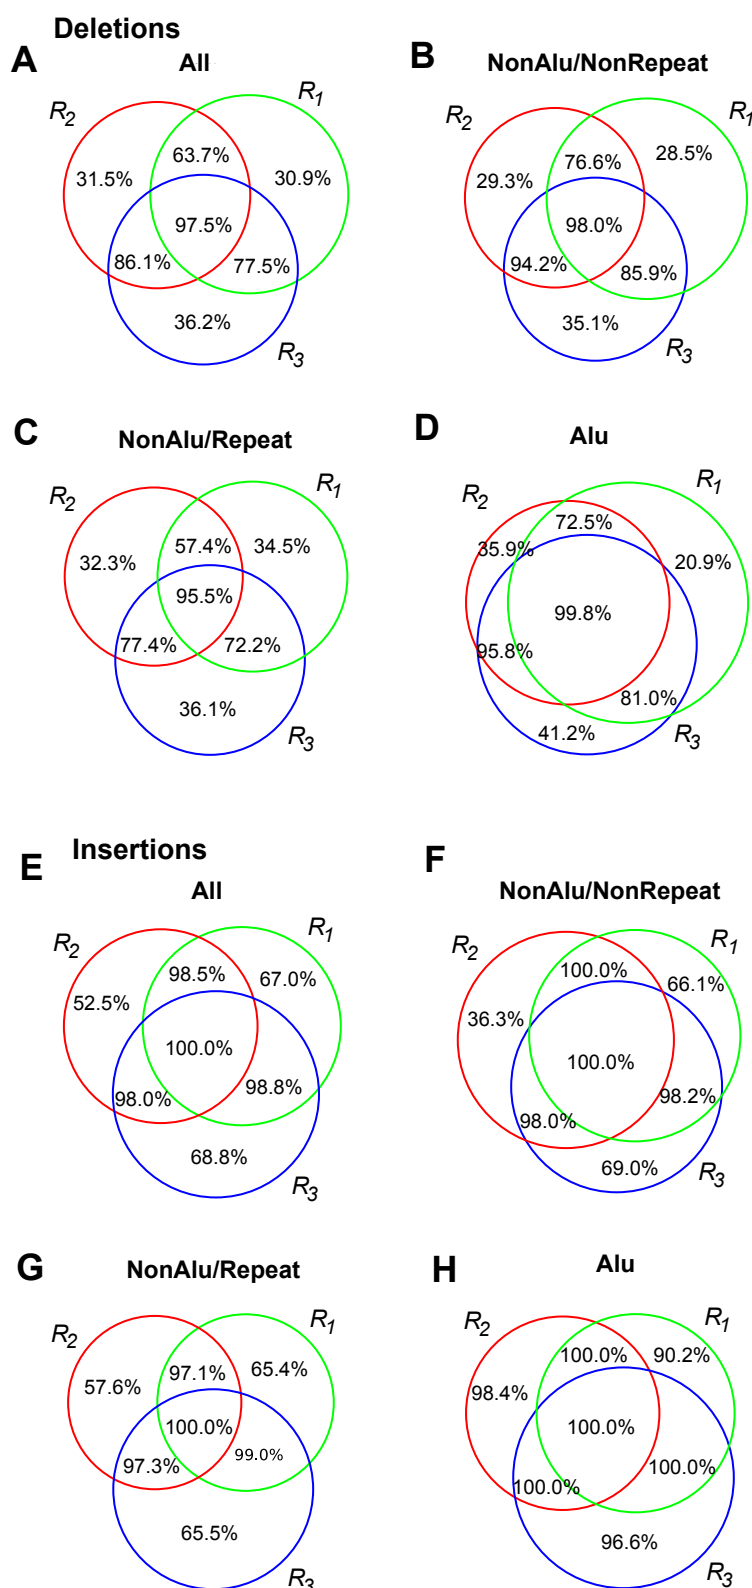 Deletions
A
All
R2
R1
63.7%
31.5%
30.9%
97.5%
86.1%
77.5%
36.2%
R3
B
NonAlu/NonRepeat
R2
R1
76.6%
28.5%
29.3%
98.0%
94.2%
85.9%
35.1%
R3
C
NonAlu/Repeat
R2
R1
57.4%
34.5%
32.3%
95.5%
77.4%
72.2%
36.1%
R3
D
Alu
R2
R1
72.5%
35.9%
20.9%
99.8%
95.8%
81.0%
41.2%
R3
Insertions
E
All
R2
R1
98.5%
67.0%
52.5%
100.0%
98.0%
98.8%
68.8%
R3
F
NonAlu/NonRepeat
R2
R1
100.0%
66.1%
36.3%
100.0%
98.2%
98.0%
69.0%
R3
G
NonAlu/Repeat
R2
R1
97.1%
65.4%
57.6%
100.0%
99.0%
97.3%
65.5%
R3
H
Alu
R2
R1
100.0%
90.2%
98.4%
100.0%
100.0%
100.0%
96.6%
R3